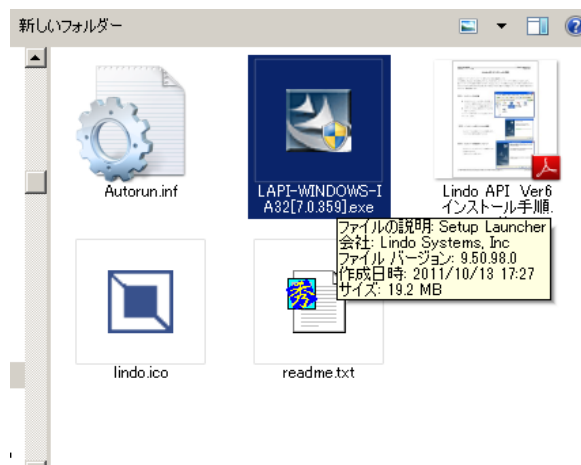 新しいフォルダー
Autorun.inf
LAPI-WINDOWS-I
A32[7.0.359].exe
Lindo API Ver6
インストール手順.
ファイルの説明: Setup Launcher
会社: Lindo Systems, Inc
ファイル バージョン: 9.50.98.0
作成日時: 2011/10/13 17:27
サイズ: 19.2 MB
秀
lindo.ico
readme.txt